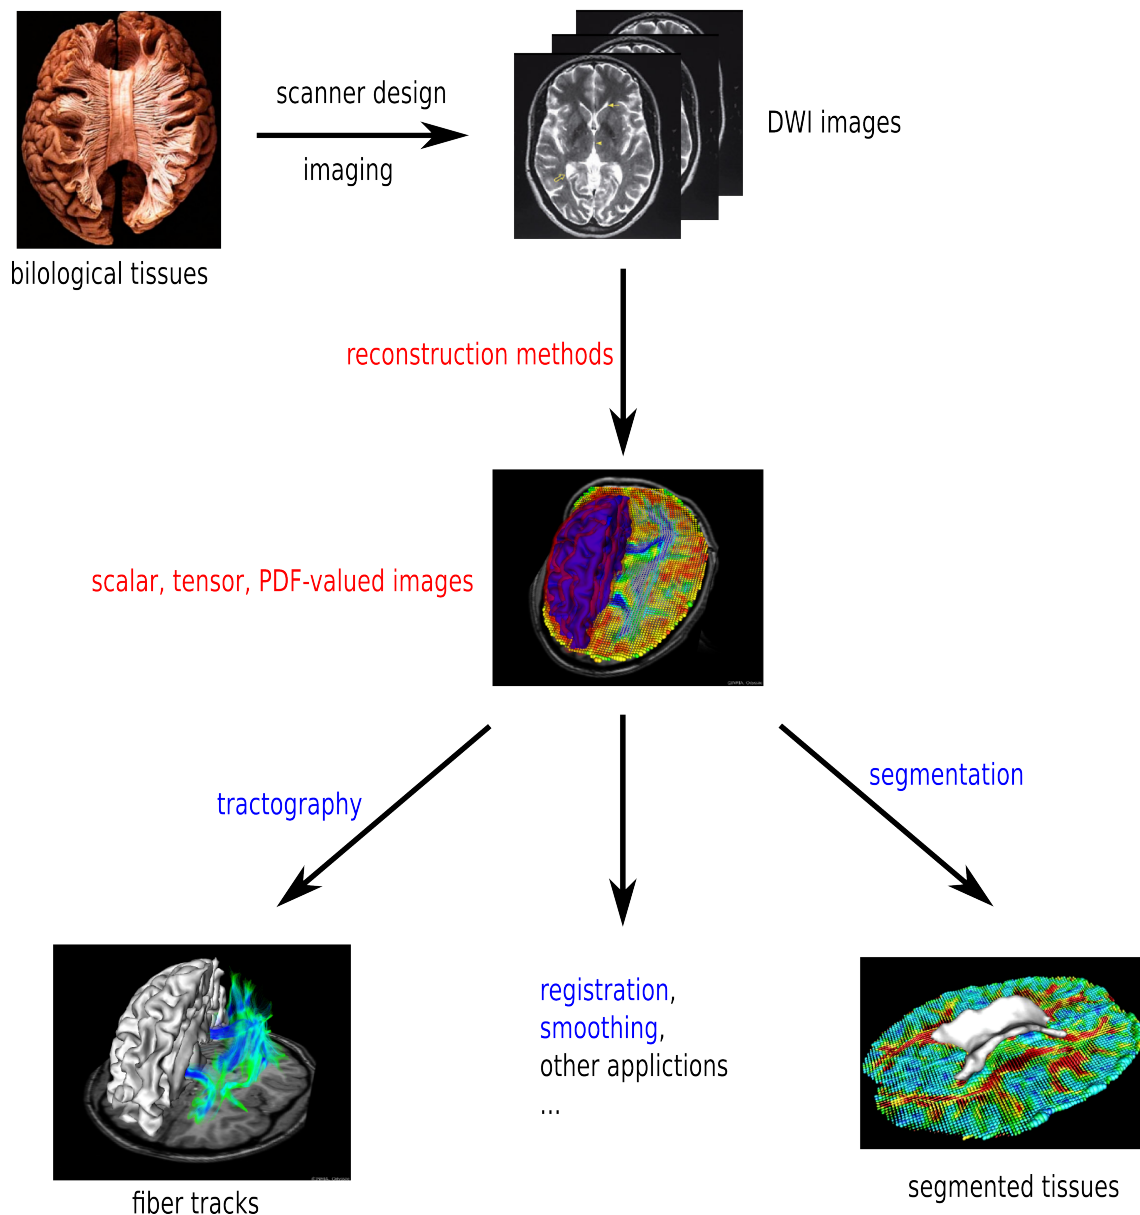 scanner design
imaging
DWI images
bilological tissues
reconstruction methods
scalar, tensor, PDF-valued images
tractography
segmentation
registration,
smoothing,
other applictions
...
fiber tracks
segmented tissues